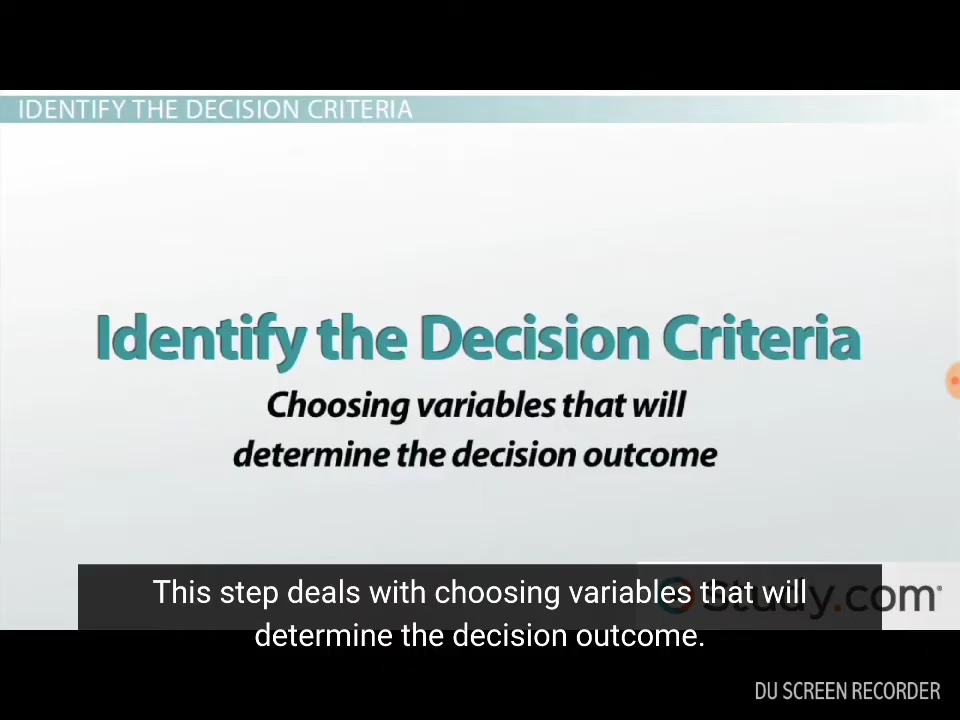 IDENTIFY THE DECISION CRITERIA
Identify the Decision Criteria
Choosing variables that will
determine the decision outcome
This step deals with choosing variables that will
determine the decision outcome.
Study.com
DU SCREEN RECORDER